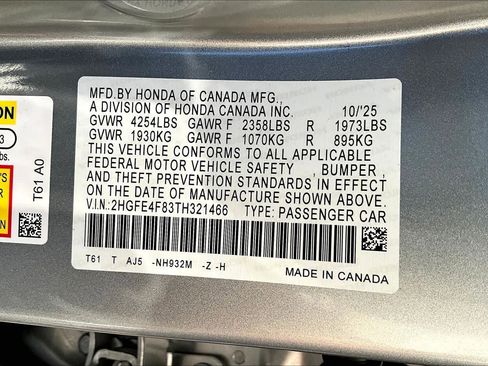 MFD.BY HONDA OF CANADA MFG.,
A DIVISION OF HONDA CANADA INC. 10/'25
GVWR 4254LBS GAWR F 2358LBS R 1973LBS
GVWR 1930KG GAWR F 1070KG R 895KG
THIS VEHICLE CONFORMS TO ALL APPLICABLE
FEDERAL MOTOR VEHICLE SAFETY , BUMPER ,
AND THEFT PREVENTION STANDARDS IN EFFECT
ON THE DATE OF MANUFACTURE SHOWN ABOVE.
V.I.N.:2HGFE4F83TH321466 TYPE: PASSENGER CAR
T61 T AJ5 -NH932M -Z -H
MADE IN CANADA
T61 A0
3
bs.